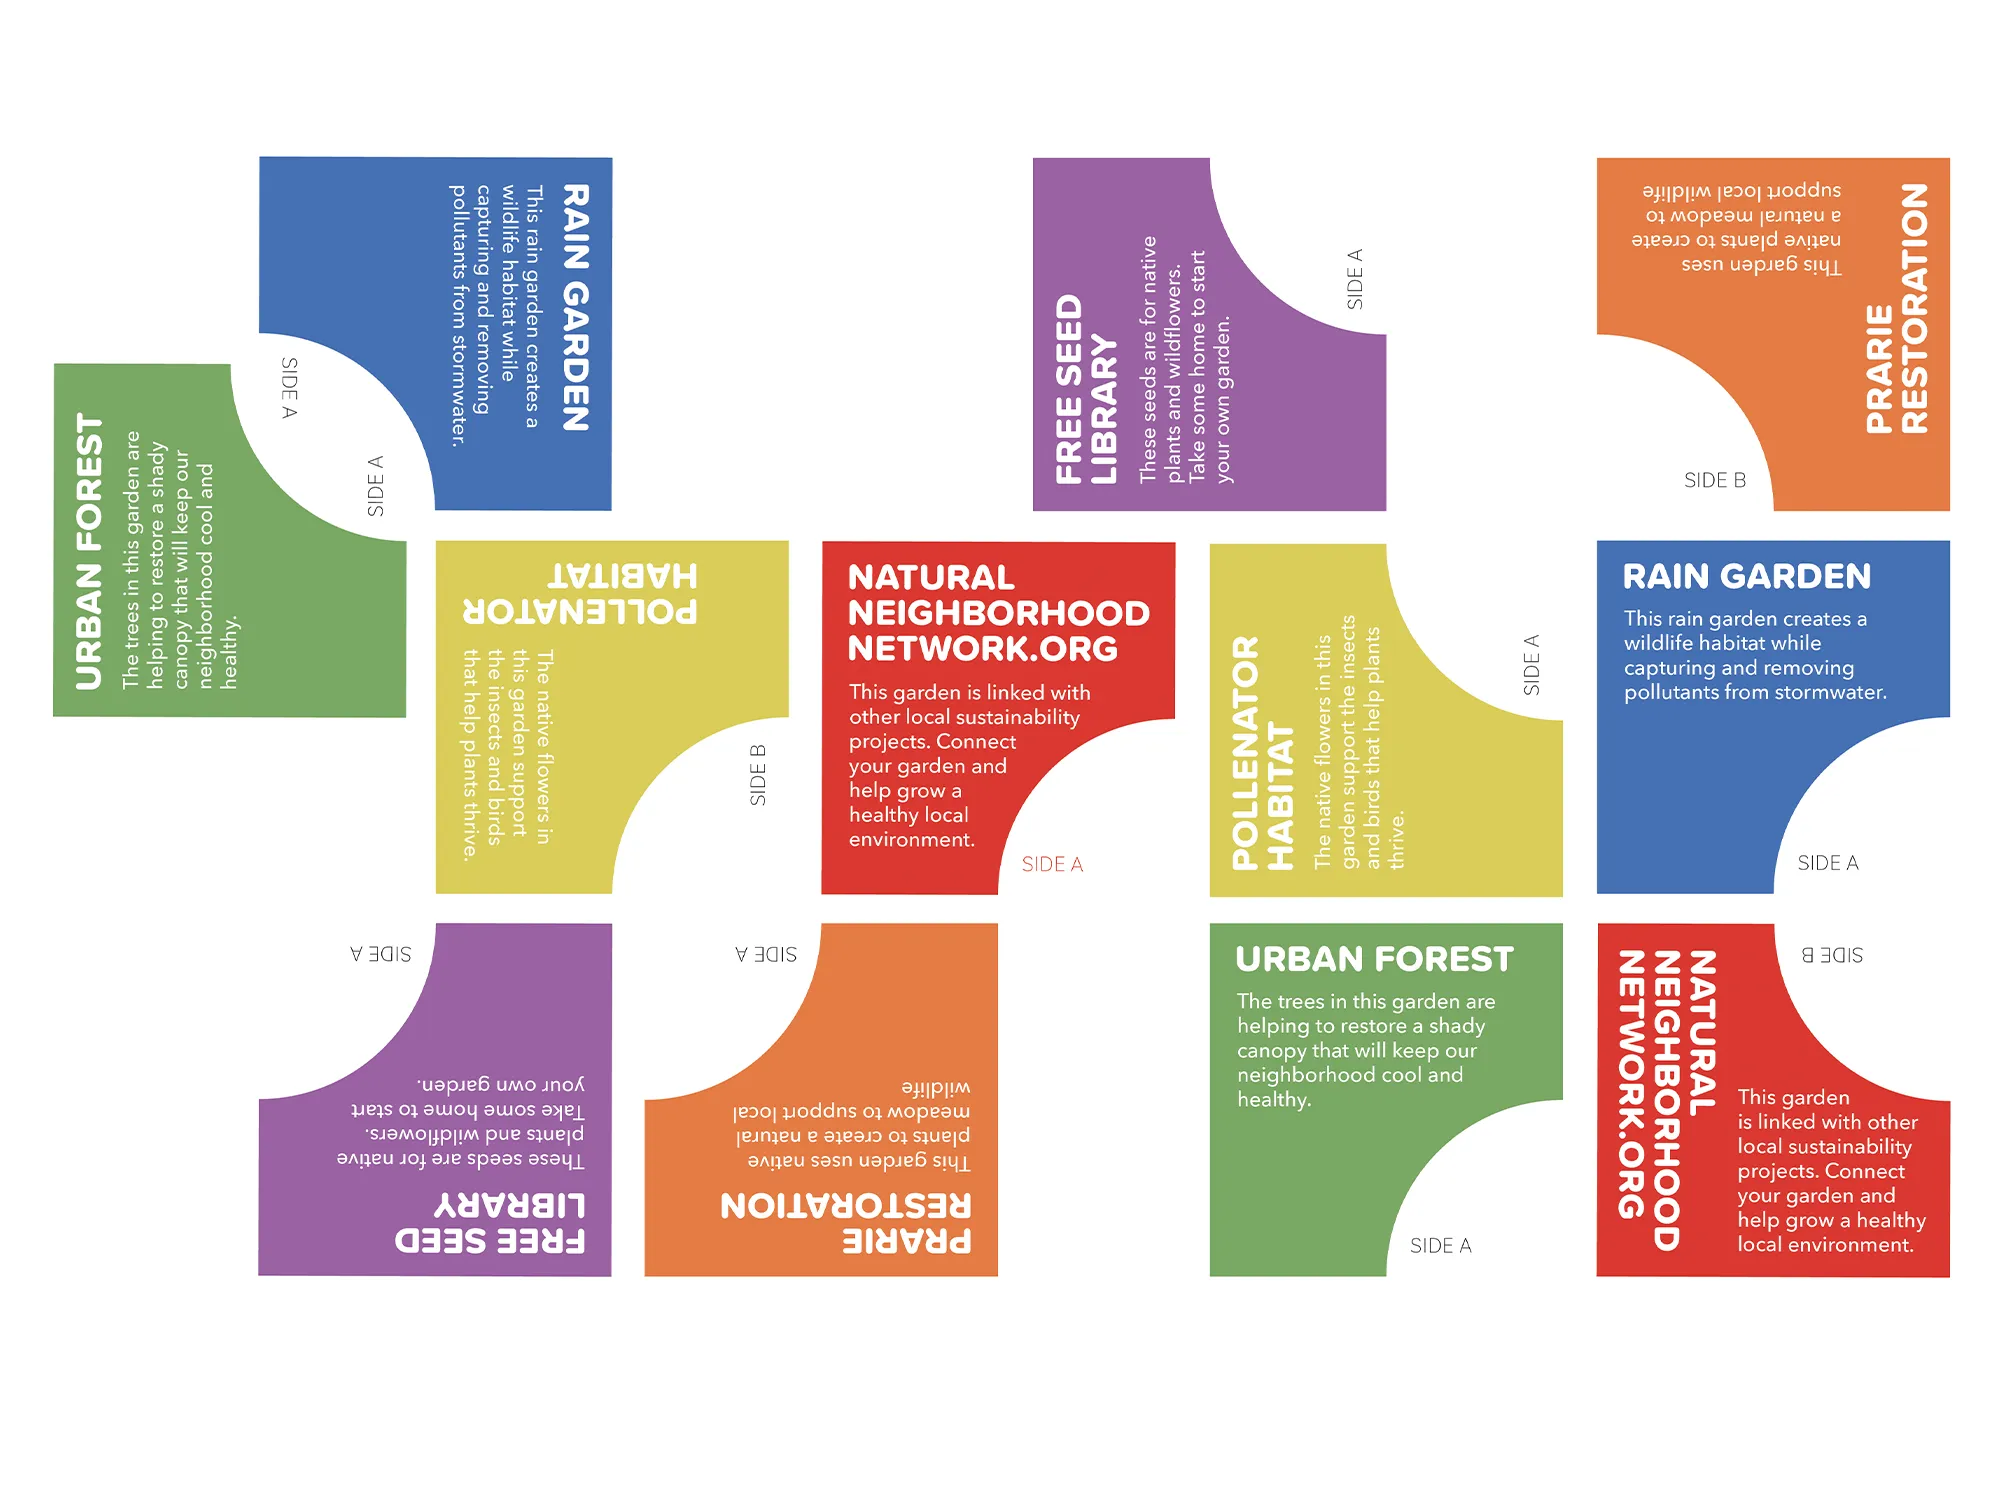 RAIN GARDEN
This rain garden creates a
wildlife habitat while
capturing and removing
pollutants from stormwater.
SIDE A
URBAN FOREST
The trees in this garden are
helping to restore a shady
canopy that will keep our
neighborhood cool and
healthy.
SIDE A
FREE SEED
LIBRARY
These seeds are for native
plants and wildflowers.
Take some home to start
your own garden.
SIDE A
PRARIE
RESTORATION
This garden uses
native plants to create
a natural meadow to
support local wildlife
SIDE B
POLLENATOR
HABITAT
The native flowers in
this garden support
the insects and birds
that help plants thrive.
SIDE B
NATURAL
NEIGHBORHOOD
NETWORK.ORG
This garden is linked with
other local sustainability
projects. Connect
your garden and
help grow a
healthy local
environment.
SIDE A
POLLENATOR
HABITAT
The native flowers in this
garden support the insects
and birds that help plants
thrive.
SIDE A
RAIN GARDEN
This rain garden creates a
wildlife habitat while
capturing and removing
pollutants from stormwater.
SIDE A
FREE SEED
LIBRARY
These seeds are for native
plants and wildflowers.
Take some home to start
your own garden.
SIDE A
PRARIE
RESTORATION
This garden uses native
plants to create a natural
meadow to support local
wildlife
SIDE A
URBAN FOREST
The trees in this garden are
helping to restore a shady
canopy that will keep our
neighborhood cool and
healthy.
SIDE A
NATURAL
NEIGHBORHOOD
NETWORK.ORG
This garden
is linked with other
local sustainability
projects. Connect
your garden and
help grow a healthy
local environment.
SIDE B